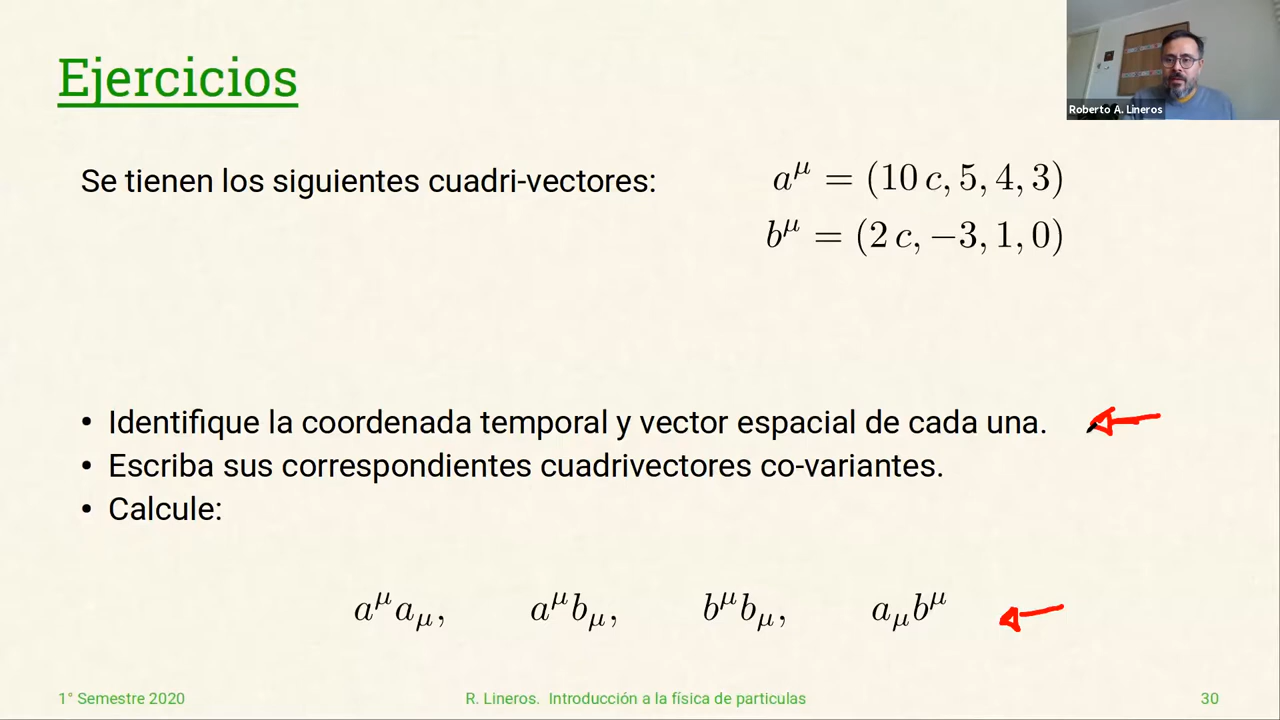 Ejercicios
Roberto A. Lineros
Se tienen los siguientes cuadri-vectores:
a^μ = (10 c, 5, 4, 3)
b^μ = (2 c, −3, 1, 0)
• Identifique la coordenada temporal y vector espacial de cada una.
• Escriba sus correspondientes cuadrivectores co-variantes.
• Calcule:
a^μ a_μ, a^μ b_μ, b^μ b_μ, a_μ b^μ
1° Semestre 2020 R. Lineros. Introducción a la física de particulas 30